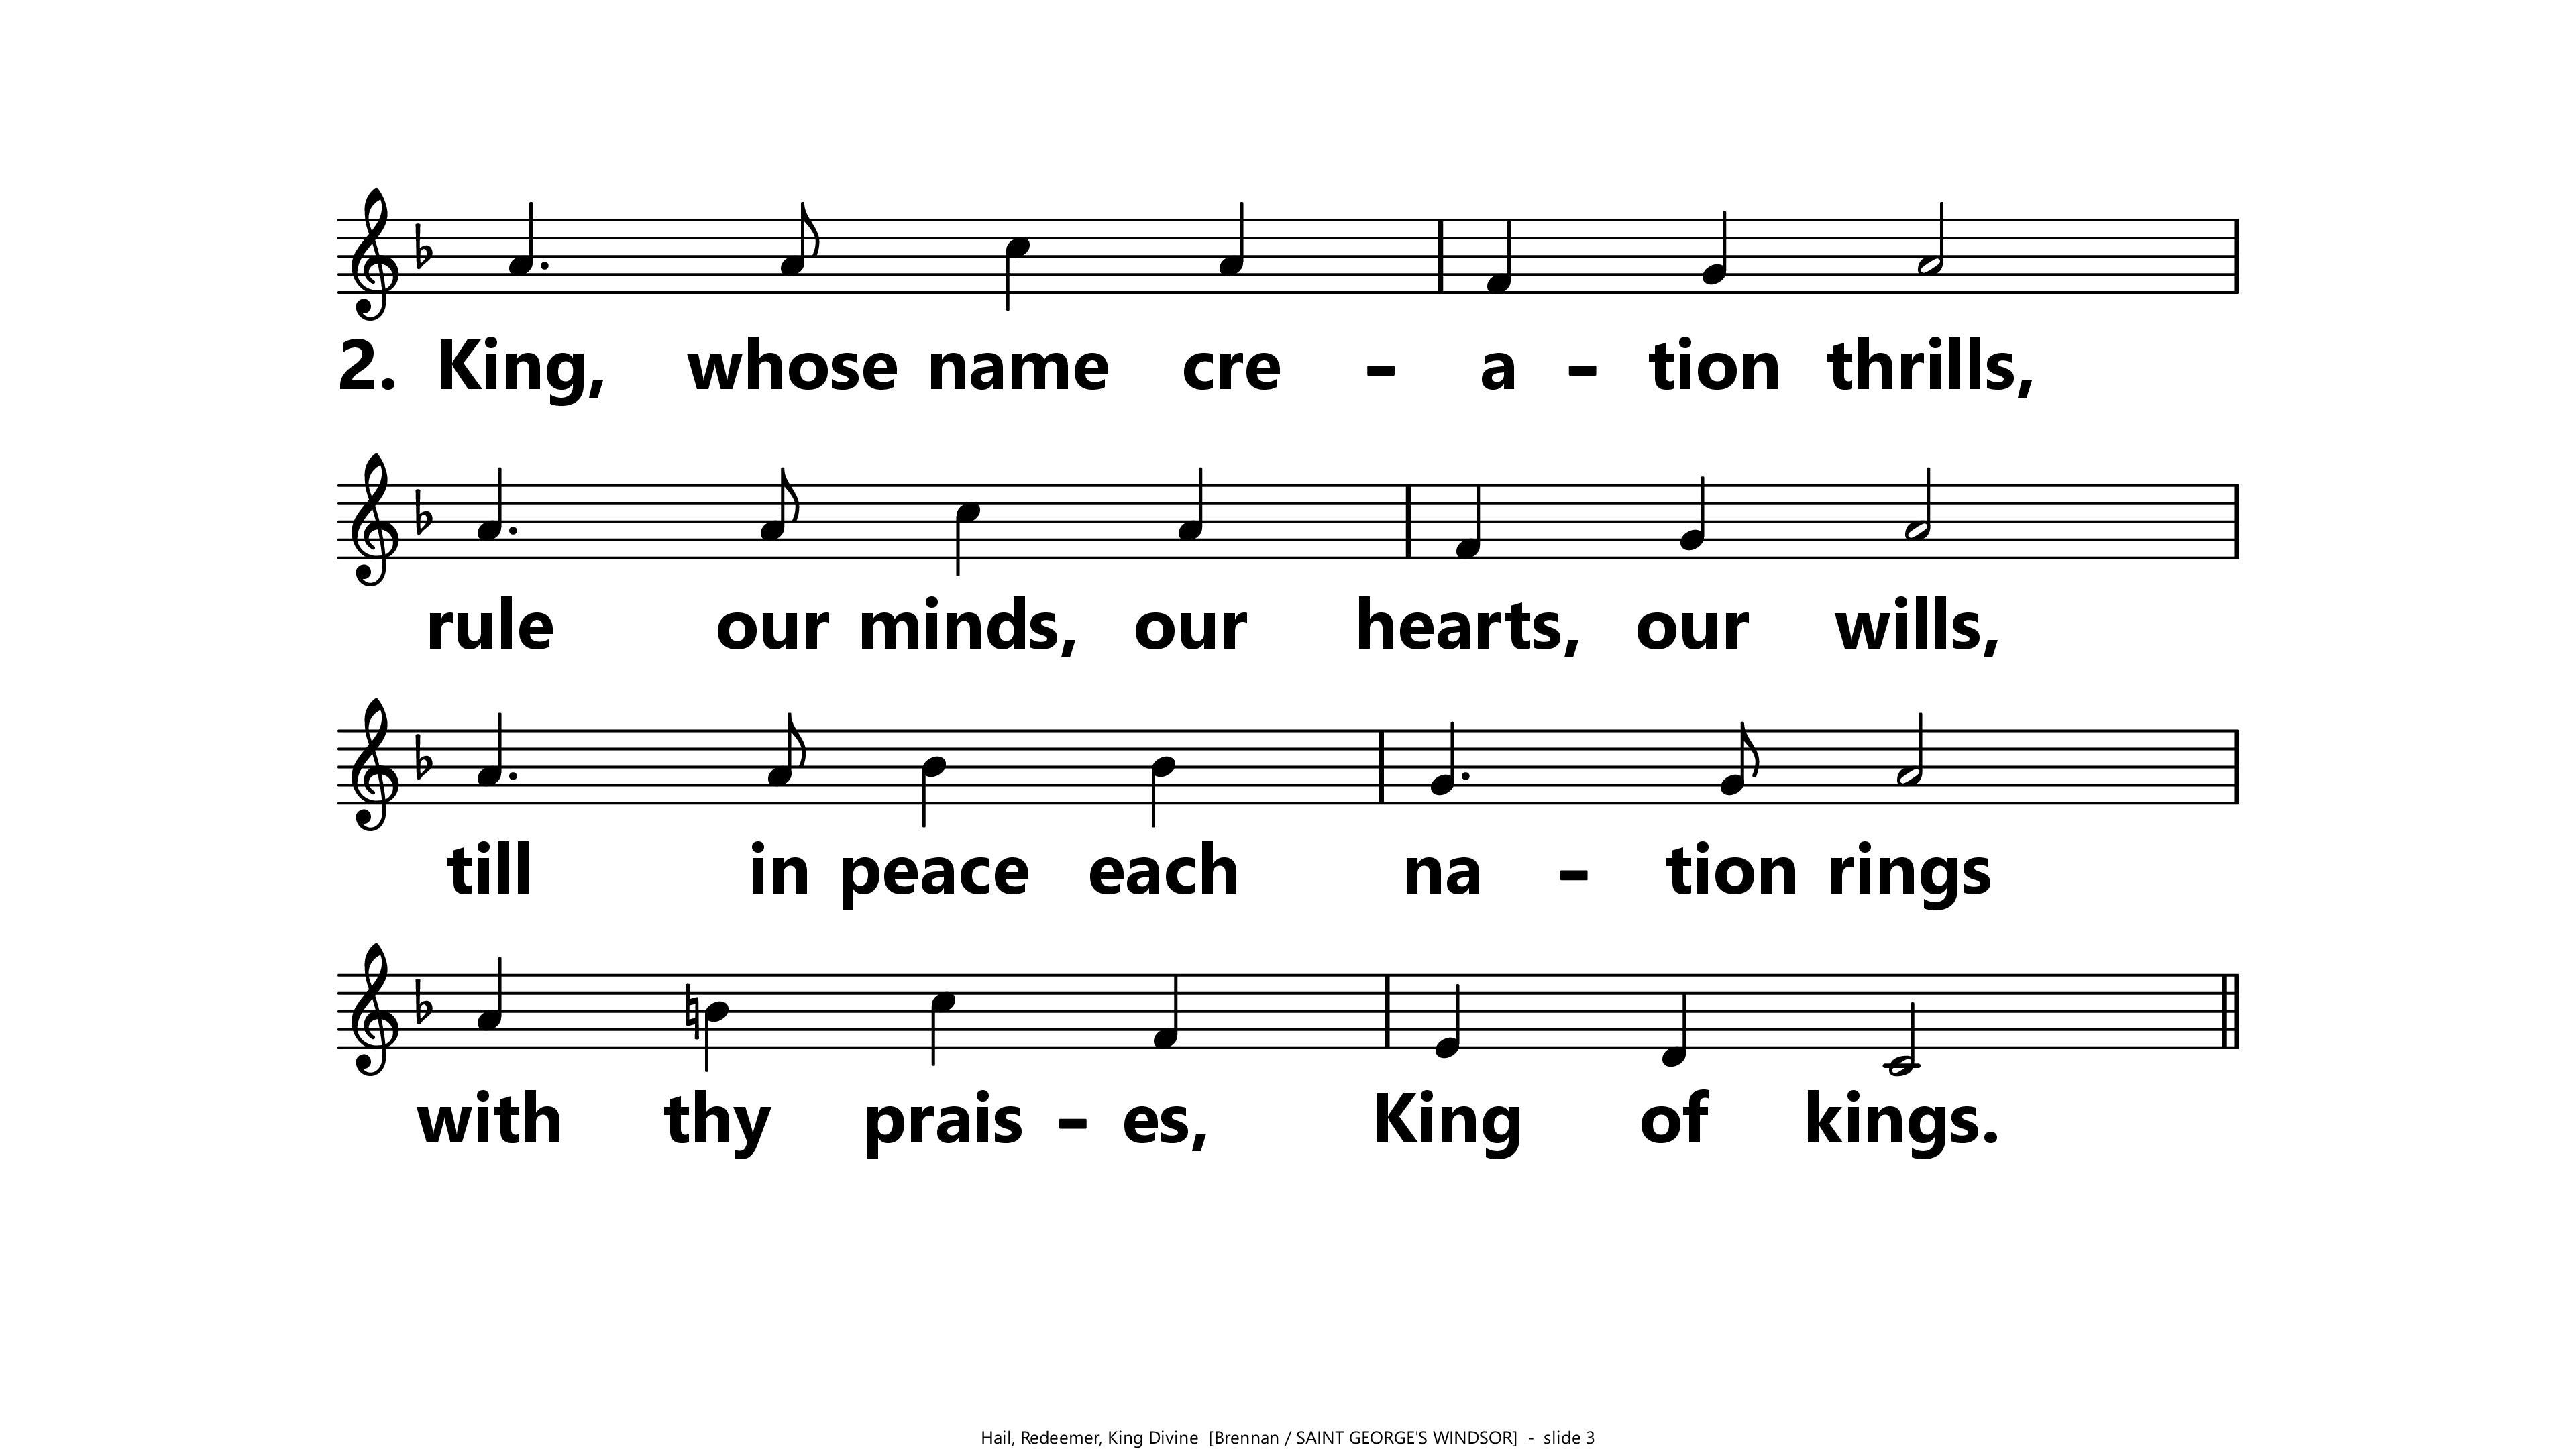 2. King, whose name cre - a - tion thrills,
rule our minds, our hearts, our wills,
till in peace each na - tion rings
with thy prais - es, King of kings.
Hail, Redeemer, King Divine [Brennan / SAINT GEORGE'S WINDSOR] - slide 3